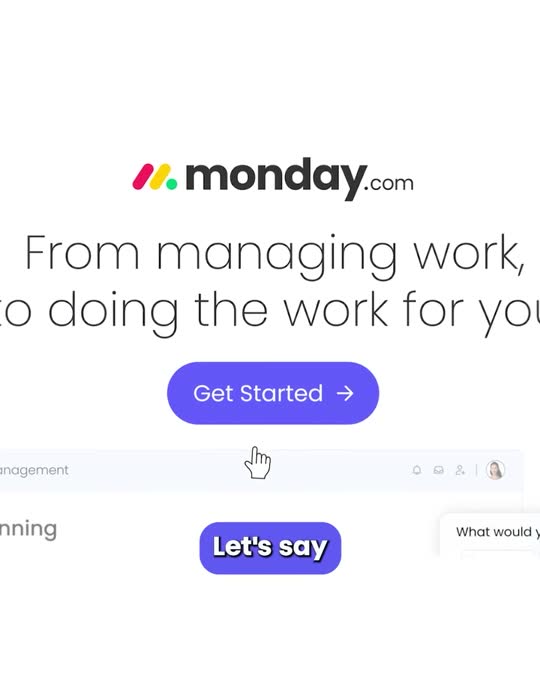 monday.com
From managing work,
to doing the work for you
Get Started →
anagement
nning
What would y
Let's say